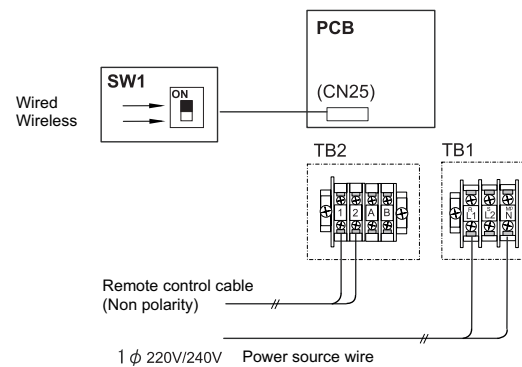 PCB
SW1
ON
(CN25)
Wired
Wireless
TB2
TB1
1 2 A B
R S NP
L1 L2 N
Remote control cable
(Non polarity)
1 ϕ 220V/240V Power source wire